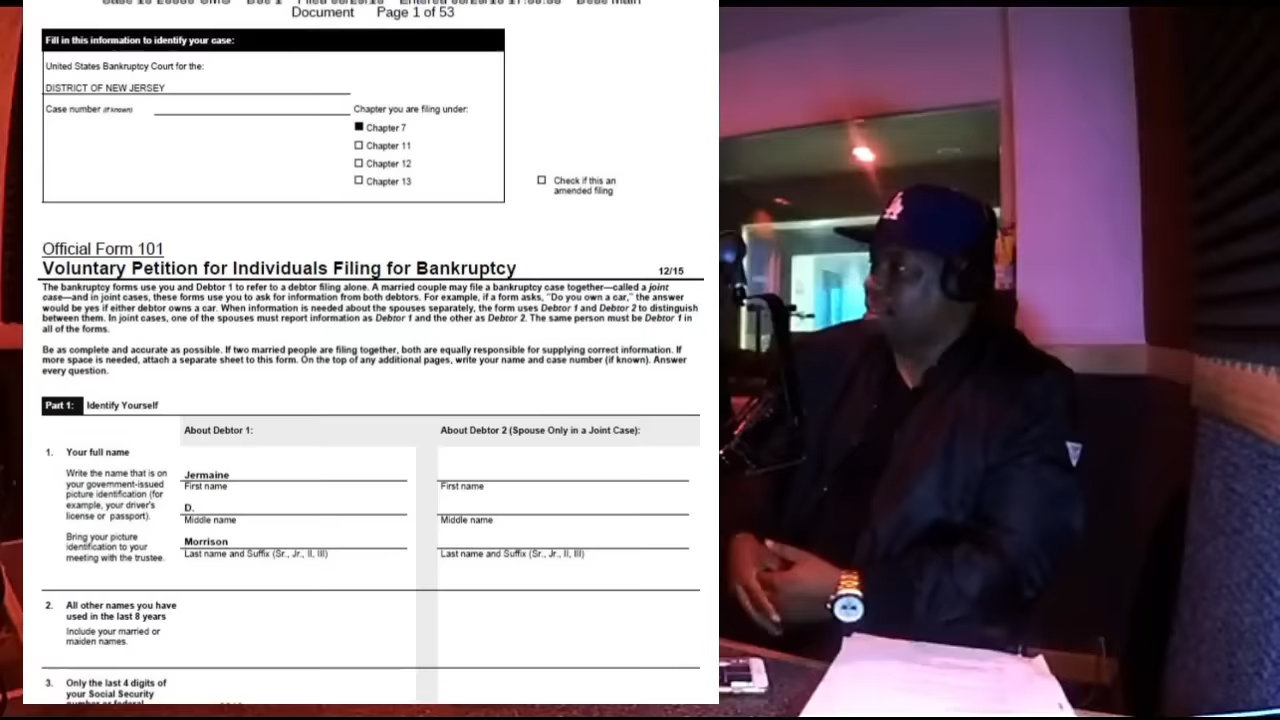 Document Page 1 of 53
Fill in this information to identify your case:
United States Bankruptcy Court for the:
DISTRICT OF NEW JERSEY
Case number (if known)
Chapter you are filing under:
Chapter 7
Chapter 11
Chapter 12
Chapter 13
Check if this an
amended filing
Official Form 101
Voluntary Petition for Individuals Filing for Bankruptcy
12/15
The bankruptcy forms use you and Debtor 1 to refer to a debtor filing alone. A married couple may file a bankruptcy case together—called a joint
case—and in joint cases, these forms use you to ask for information from both debtors. For example, if a form asks, "Do you own a car," the answer
would be yes if either debtor owns a car. When information is needed about the spouses separately, the form uses Debtor 1 and Debtor 2 to distinguish
between them. In joint cases, one of the spouses must report information as Debtor 1 and the other as Debtor 2. The same person must be Debtor 1 in
all of the forms.
Be as complete and accurate as possible. If two married people are filing together, both are equally responsible for supplying correct information. If
more space is needed, attach a separate sheet to this form. On the top of any additional pages, write your name and case number (if known). Answer
every question.
Part 1: Identify Yourself
About Debtor 1:
About Debtor 2 (Spouse Only in a Joint Case):
1. Your full name
Write the name that is on
your government-issued
picture identification (for
example, your driver's
license or passport).
Bring your picture
identification to your
meeting with the trustee.
Jermaine
First name
D.
Middle name
Morrison
Last name and Suffix (Sr., Jr., II, III)
First name
Middle name
Last name and Suffix (Sr., Jr., II, III)
2. All other names you have
used in the last 8 years
Include your married or
maiden names.
3. Only the last 4 digits of
your Social Security
number or federal
LA